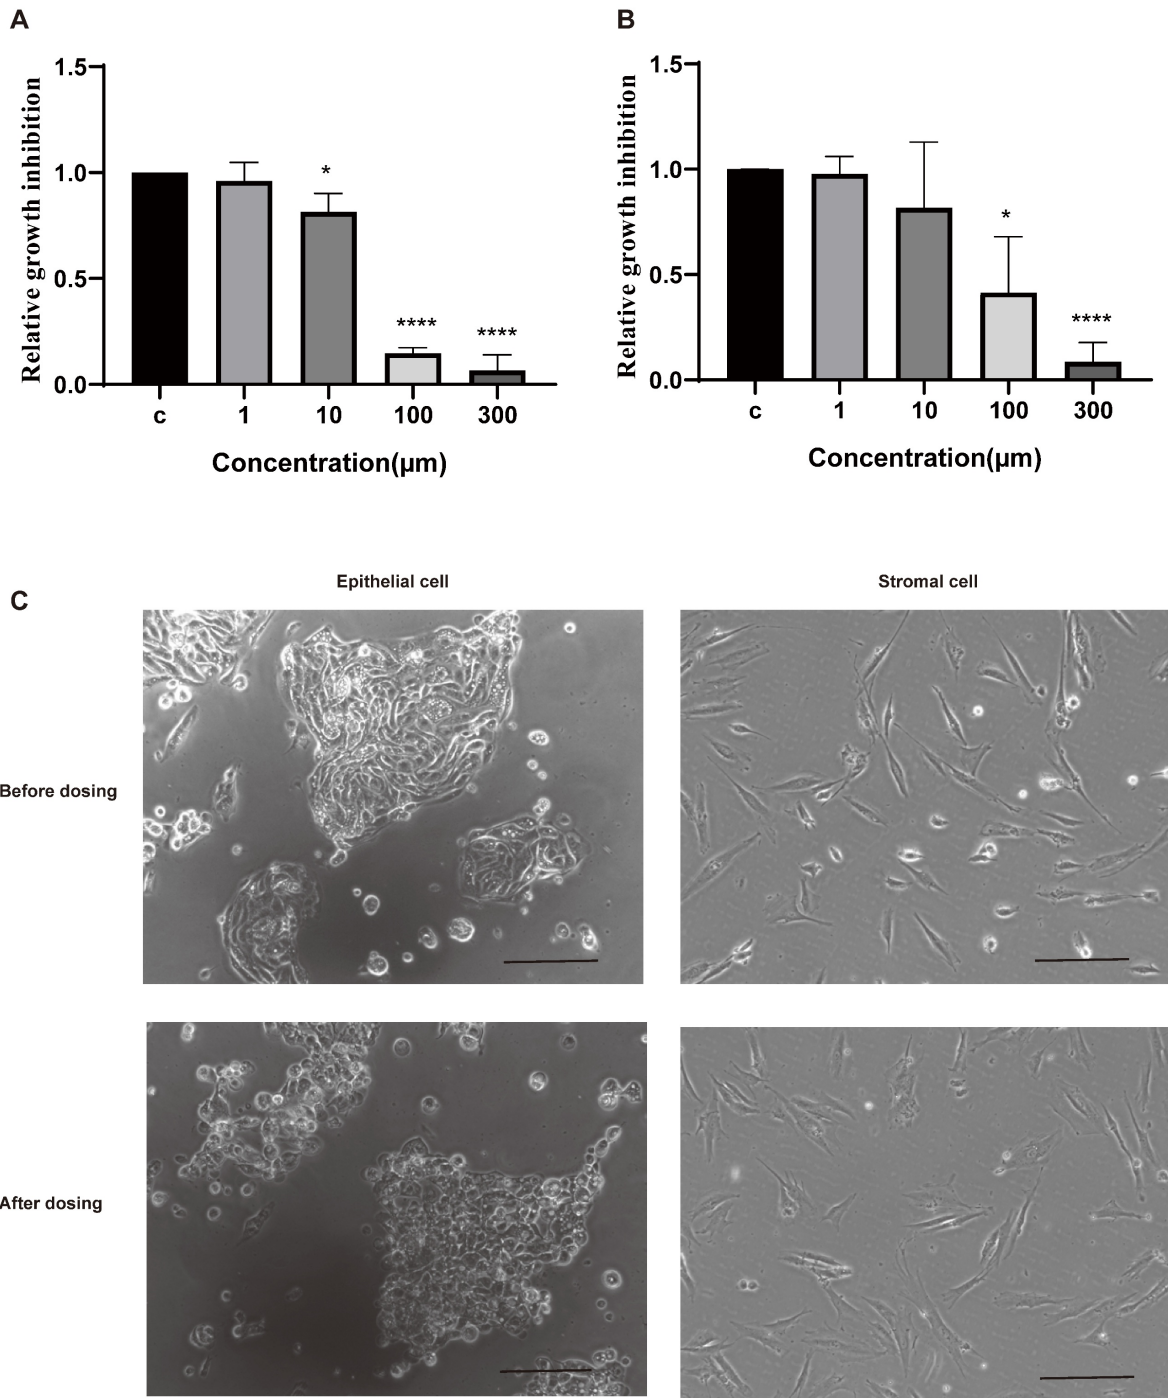 A
Relative growth inhibition
1.5
1.0
0.5
0.0
*
****
****
c 1 10 100 300
Concentration(μm)
B
Relative growth inhibition
1.5
1.0
0.5
0.0
*
****
c 1 10 100 300
Concentration(μm)
C
Epithelial cell Stromal cell
Before dosing
After dosing